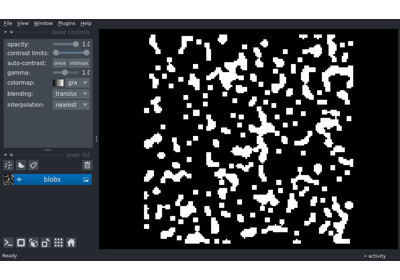 File View Window Plugins Help
layer controls
opacity: 1.0
contrast limits:
auto-contrast: once continuous
gamma: 1.0
colormap: gra
blending: transluc
interpolation: nearest
layer list
blobs
Ready
activity